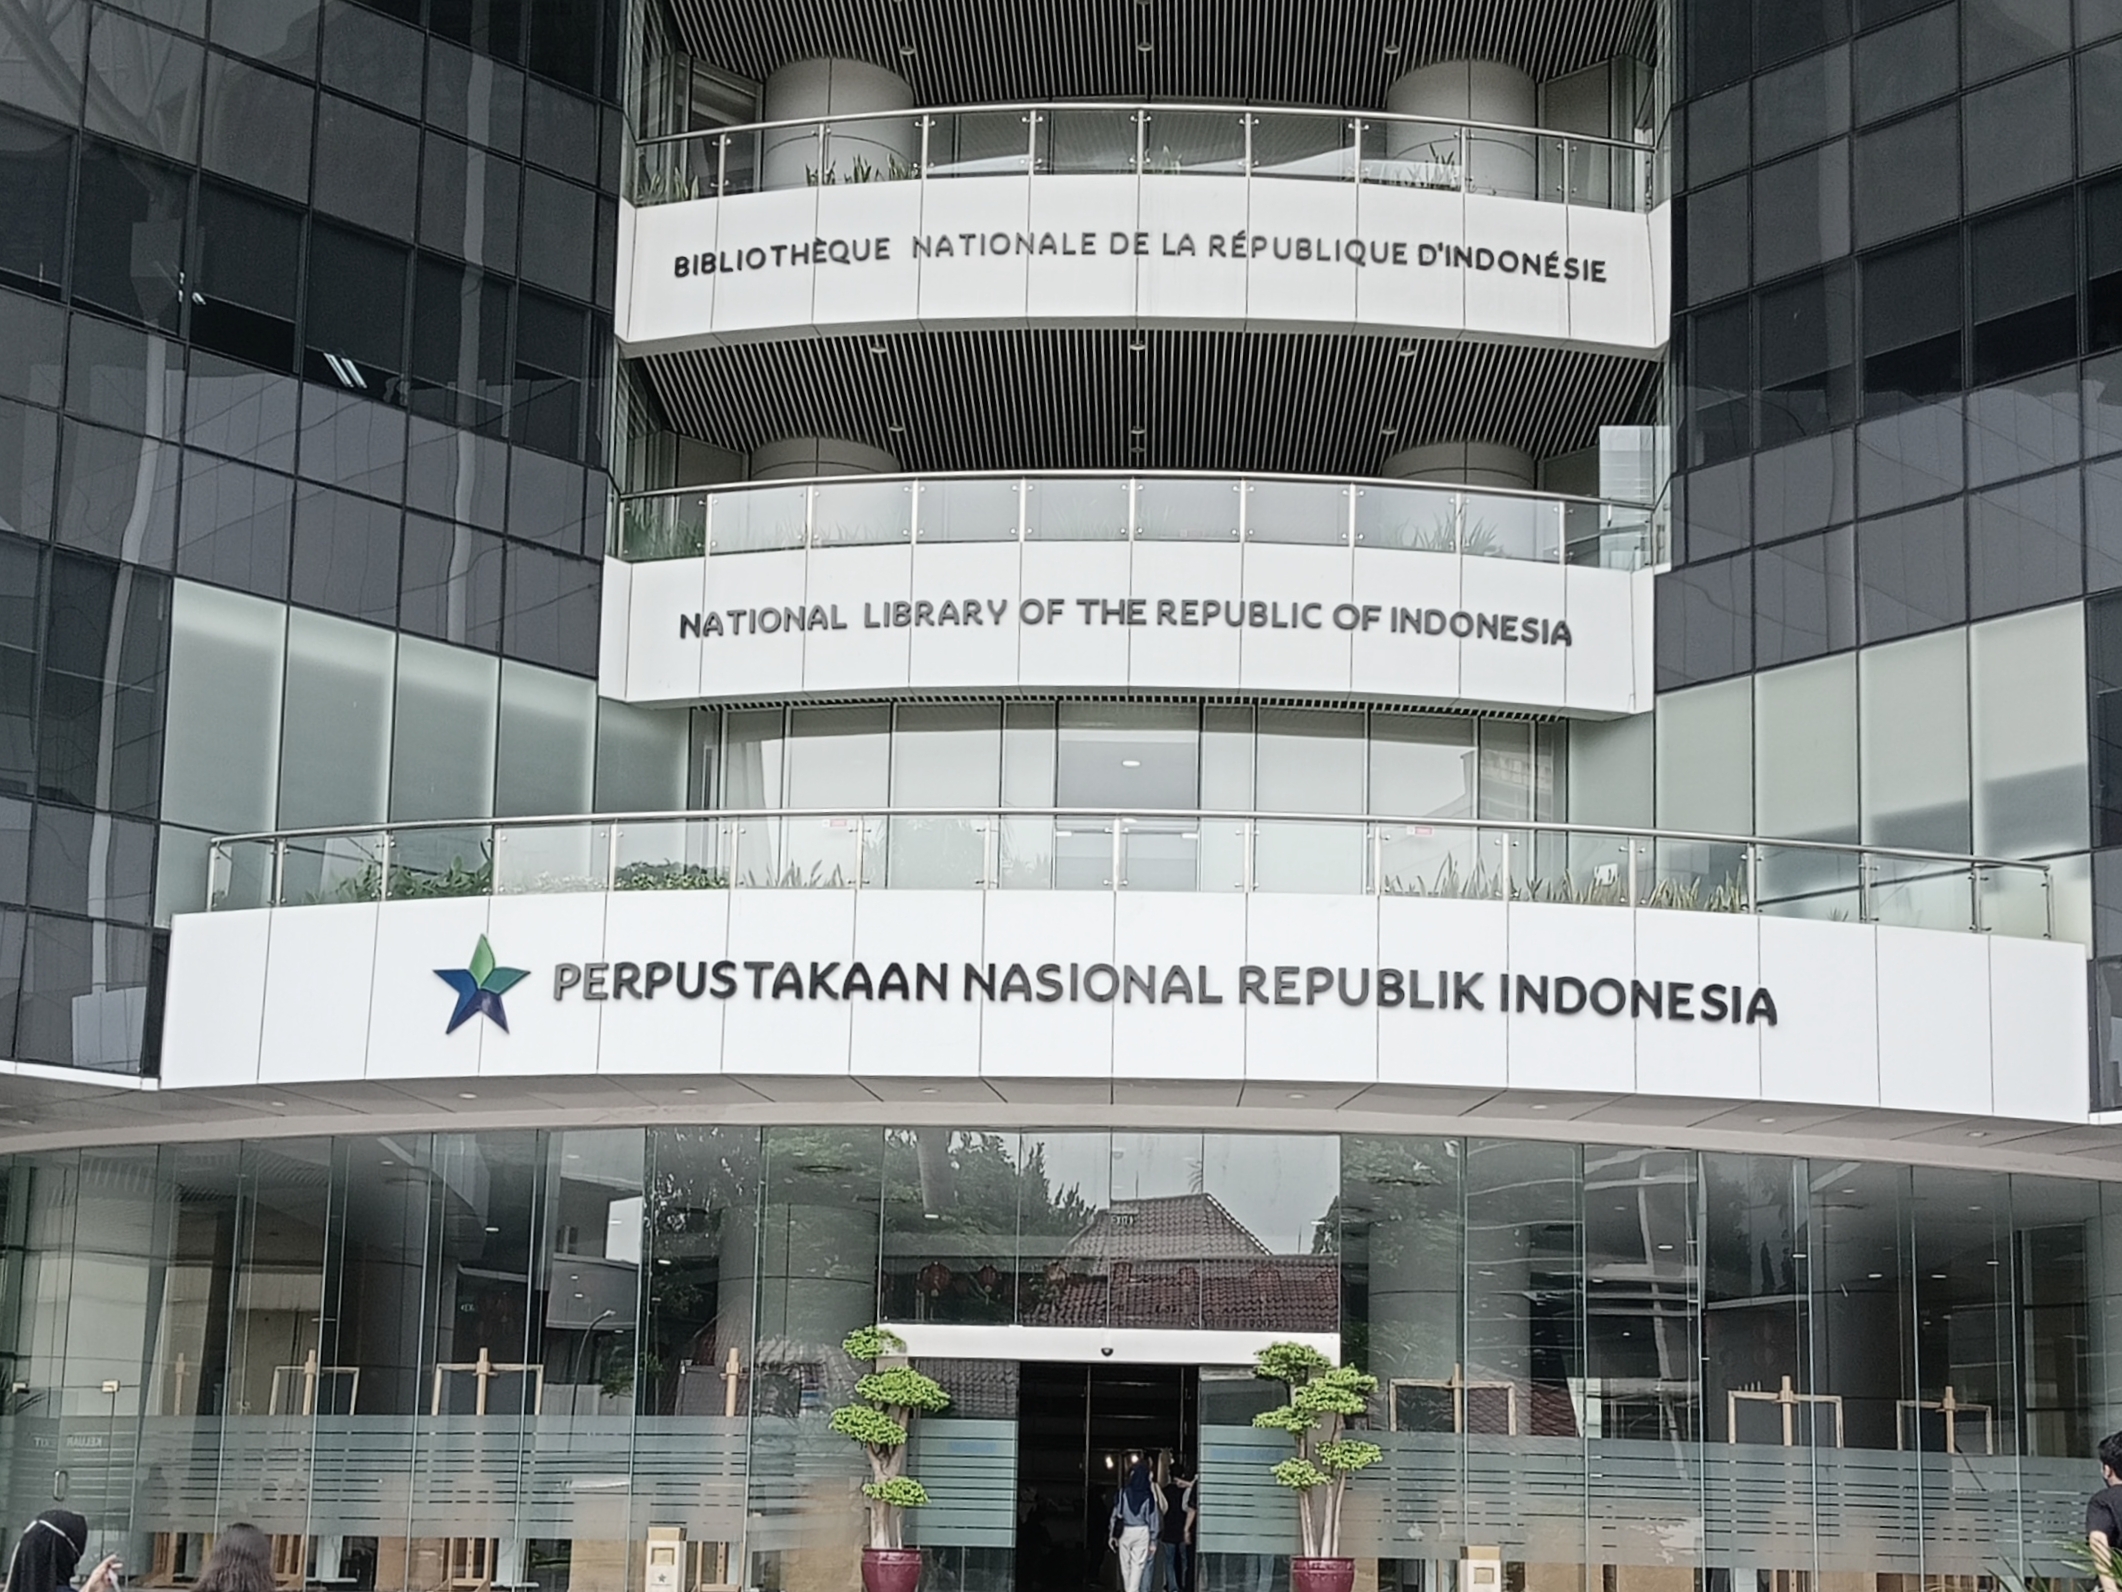 BIBLIOTHÈQUE NATIONALE DE LA RÉPUBLIQUE D'INDONÉSIE
NATIONAL LIBRARY OF THE REPUBLIC OF INDONESIA
PERPUSTAKAAN NASIONAL REPUBLIK INDONESIA